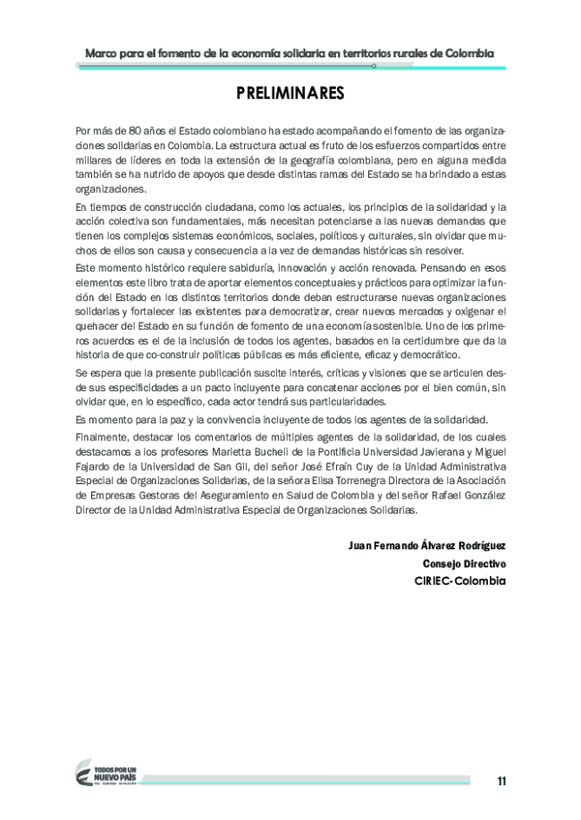 Marco para el fomento de la economía solidaria en territorios rurales de Colombia
PRELIMINARES
Por más de 80 años el Estado colombiano ha estado acompañando el fomento de las organiza-
ciones solidarias en Colombia. La estructura actual es fruto de los esfuerzos compartidos entre
millares de líderes en toda la extensión de la geografía colombiana, pero en alguna medida
también se ha nutrido de apoyos que desde distintas ramas del Estado se ha brindado a estas
organizaciones.
En tiempos de construcción ciudadana, como los actuales, los principios de la solidaridad y la
acción colectiva son fundamentales, más necesitan potenciarse a las nuevas demandas que
tienen los complejos sistemas económicos, sociales, políticos y culturales, sin olvidar que mu-
chos de ellos son causa y consecuencia a la vez de demandas históricas sin resolver.
Este momento histórico requiere sabiduría, innovación y acción renovada. Pensando en esos
elementos este libro trata de aportar elementos conceptuales y prácticos para optimizar la fun-
ción del Estado en los distintos territorios donde deban estructurarse nuevas organizaciones
solidarias y fortalecer las existentes para democratizar, crear nuevos mercados y oxigenar el
quehacer del Estado en su función de fomento de una economía sostenible. Uno de los prime-
ros acuerdos es el de la inclusión de todos los agentes, basados en la certidumbre que da la
historia de que co-construir políticas públicas es más eficiente, eficaz y democrático.
Se espera que la presente publicación suscite interés, críticas y visiones que se articulen des-
de sus especificidades a un pacto incluyente para concatenar acciones por el bien común, sin
olvidar que, en lo específico, cada actor tendrá sus particularidades.
Es momento para la paz y la convivencia incluyente de todos los agentes de la solidaridad.
Finalmente, destacar los comentarios de múltiples agentes de la solidaridad, de los cuales
destacamos a los profesores Marietta Bucheli de la Pontificia Universidad Javeriana y Miguel
Fajardo de la Universidad de San Gil, del señor José Efraín Cuy de la Unidad Administrativa
Especial de Organizaciones Solidarias, de la señora Elisa Torrenegra Directora de la Asociación
de Empresas Gestoras del Aseguramiento en Salud de Colombia y del señor Rafael González
Director de la Unidad Administrativa Especial de Organizaciones Solidarias.
Juan Fernando Álvarez Rodríguez
Consejo Directivo
CIRIEC- Colombia
TODOS POR UN
NUEVO PAÍS
11